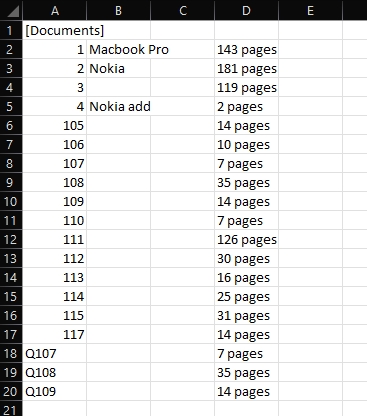 A B C D E
1 [Documents]
2 1 Macbook Pro 143 pages
3 2 Nokia 181 pages
4 3 119 pages
5 4 Nokia add 2 pages
6 105 14 pages
7 106 10 pages
8 107 7 pages
9 108 35 pages
10 109 14 pages
11 110 7 pages
12 111 126 pages
13 112 30 pages
14 113 16 pages
15 114 25 pages
16 115 31 pages
17 117 14 pages
18 Q107 7 pages
19 Q108 35 pages
20 Q109 14 pages
21